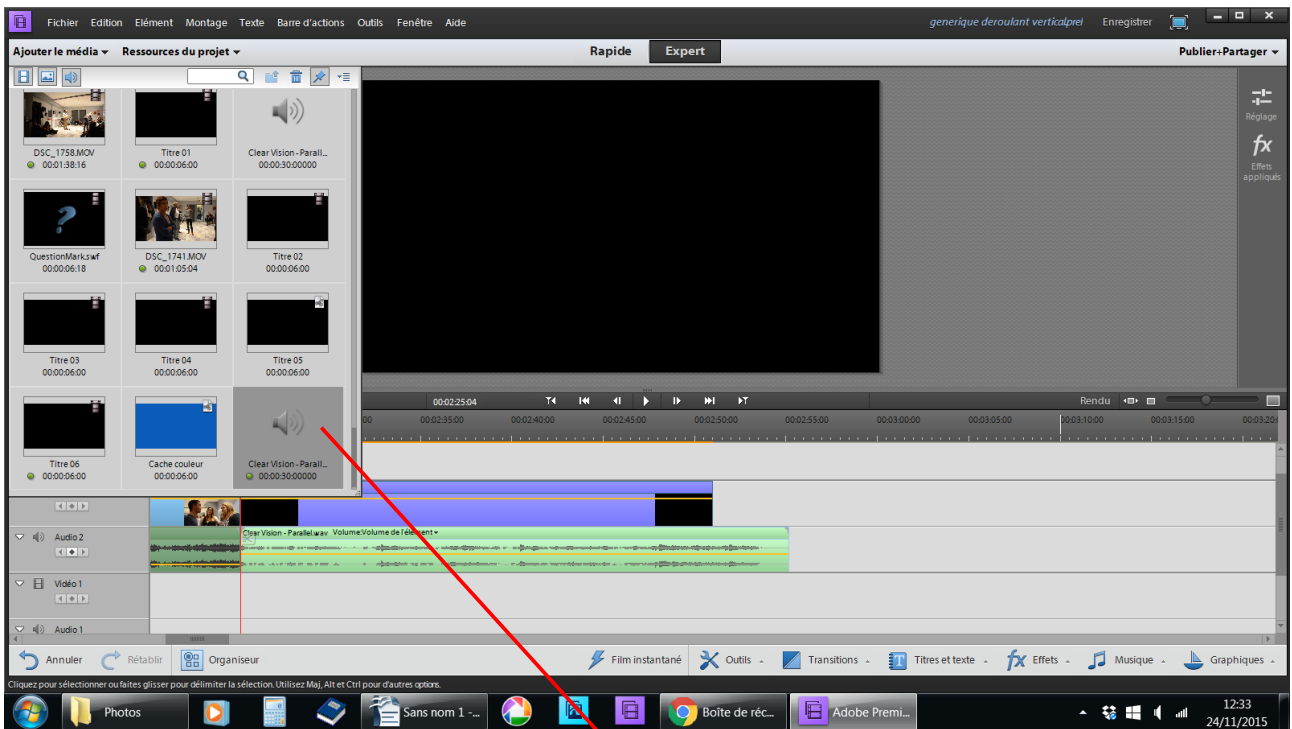 Fichier Edition Elément Montage Texte Barre d'actions Outils Fenêtre Aide generique deroulant vertical.prel Enregistrer
Ajouter le média Ressources du projet Rapide Expert Publier+Partager
Réglage
fx
Effets appliqués
DSC_1758.MOV Titre 01 Clear Vision - Parall...
00:01:38:16 00:00:06:00 00:00:30:00000
QuestionMark.swf DSC_1741.MOV Titre 02
00:00:06:18 00:01:05:04 00:00:06:00
Titre 03 Titre 04 Titre 05
00:00:06:00 00:00:06:00 00:00:06:00
Titre 06 Cache couleur Clear Vision - Parall...
00:00:06:00 00:00:06:00 00:00:30:00000
00:02:25:04 Rendu
00 00:02:35:00 00:02:40:00 00:02:45:00 00:02:50:00 00:02:55:00 00:03:00:00 00:03:05:00 00:03:10:00 00:03:15:00 00:03:20:
Clear Vision - Parallel.wav Volume:Volume de l'élément
Audio 2
Vidéo 1
Audio 1
Annuler Rétablir Organiseur Film instantané Outils Transitions T Titres et texte fx Effets Musique Graphiques
Cliquez pour sélectionner ou faites glisser pour délimiter la sélection. Utilisez Maj, Alt et Ctrl pour d'autres options.
Photos Sans nom 1 -... Boîte de réc... Adobe Premi... 12:33
24/11/2015